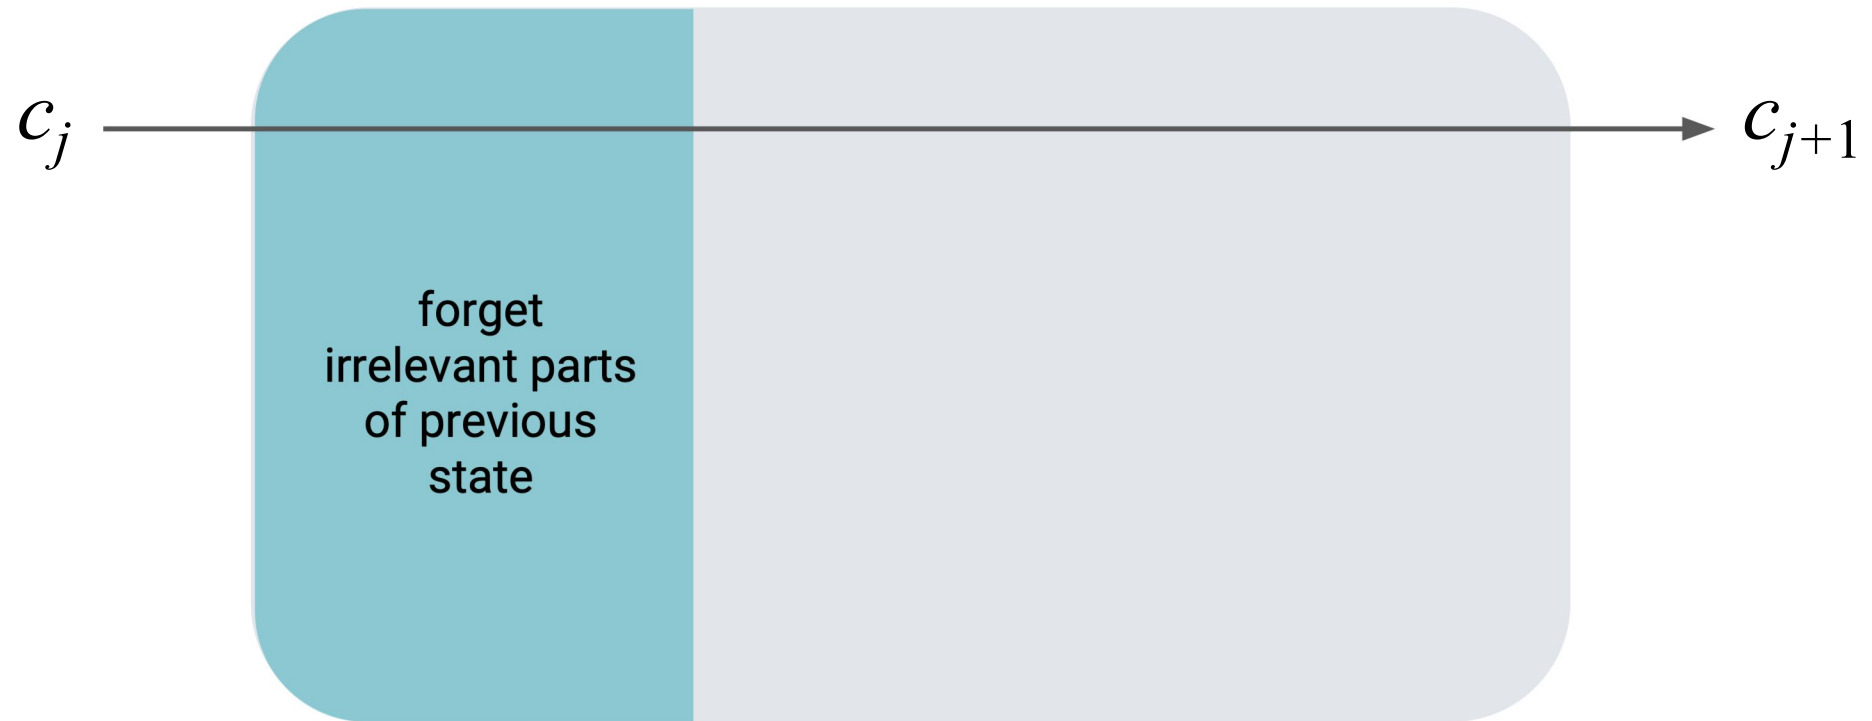 c_j
c_{j+1}
forget
irrelevant parts
of previous
state